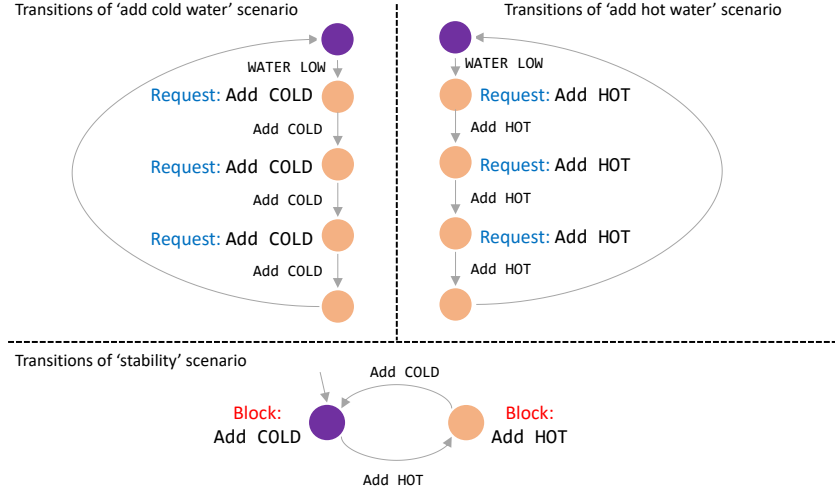 Transitions of ‘add cold water’ scenario
WATER LOW
Request: Add COLD
Add COLD
Request: Add COLD
Add COLD
Request: Add COLD
Add COLD
Transitions of ‘add hot water’ scenario
WATER LOW
Request: Add HOT
Add HOT
Request: Add HOT
Add HOT
Request: Add HOT
Add HOT
Transitions of ‘stability’ scenario
Add COLD
Block:
Add COLD
Block:
Add HOT
Add HOT